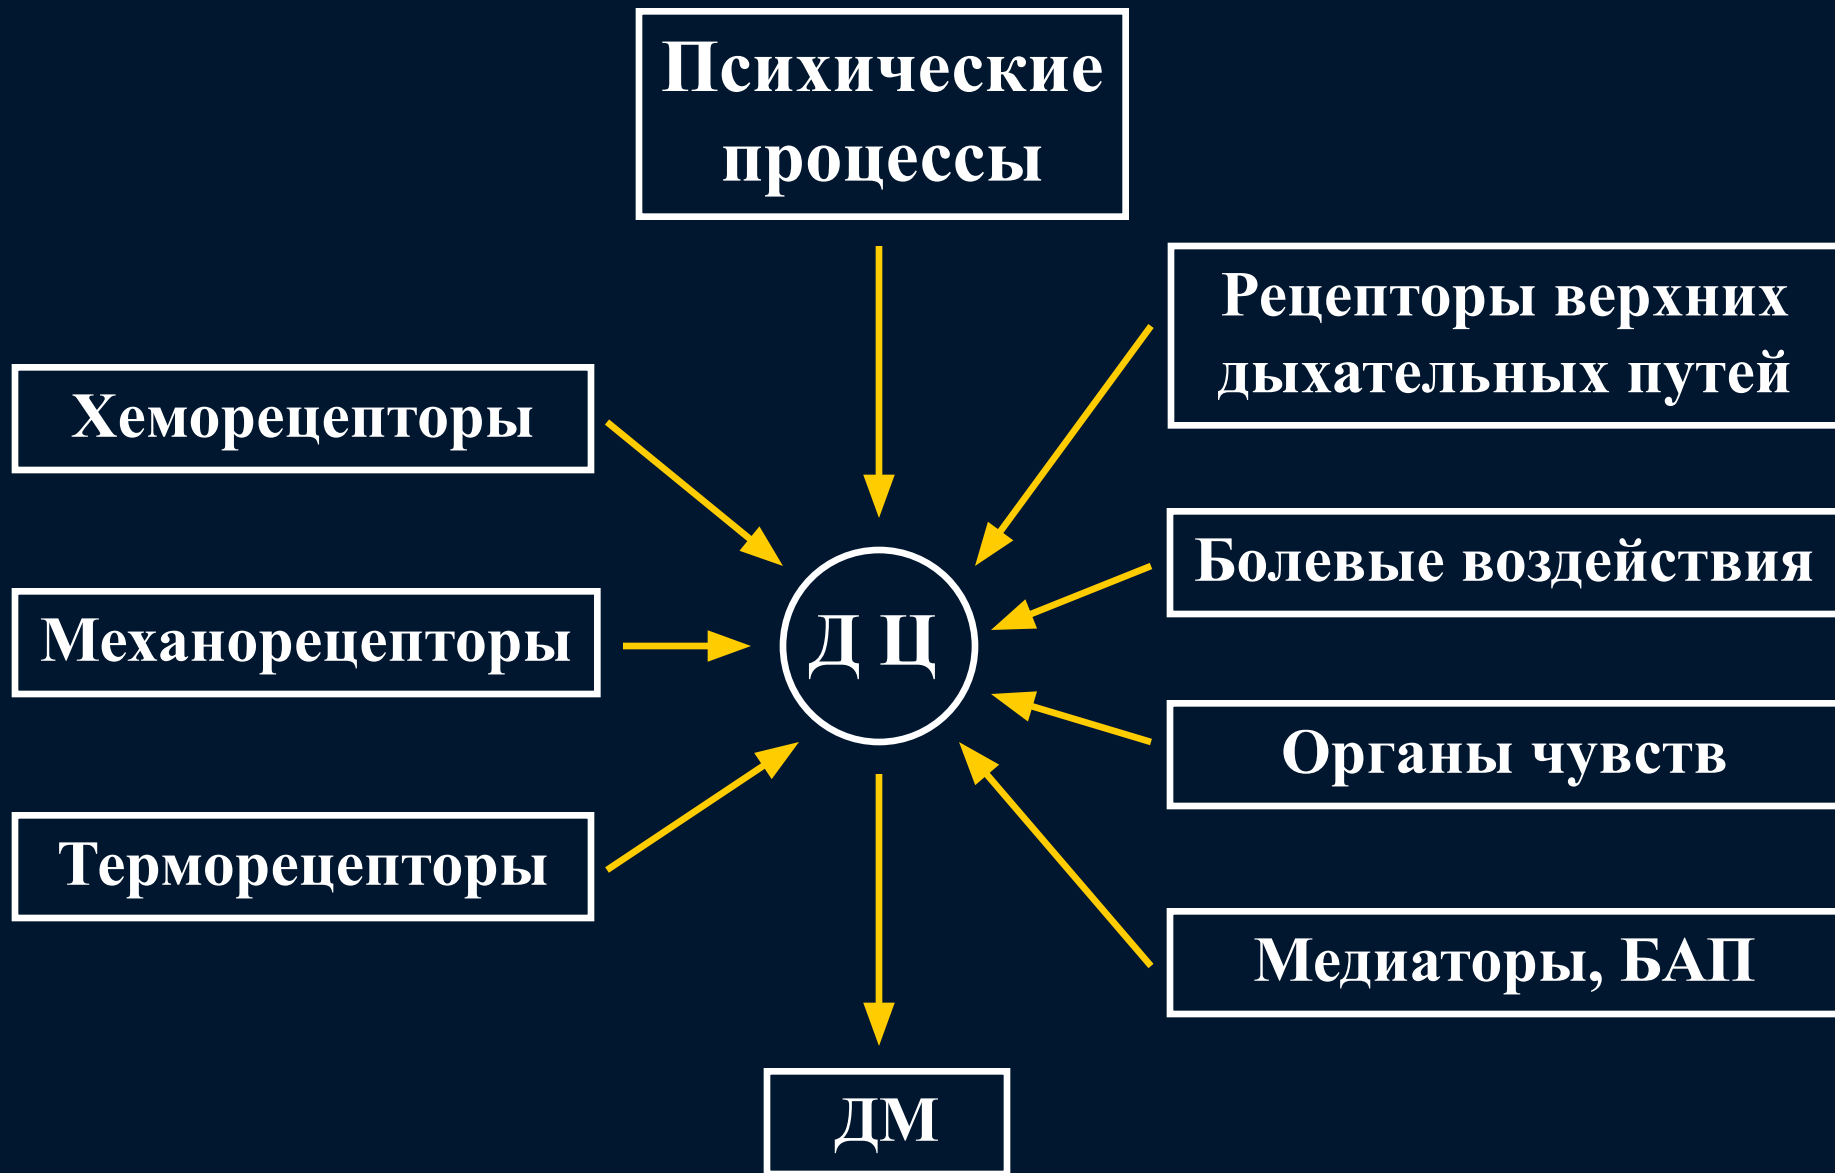 Психические
процессы
Рецепторы верхних
дыхательных путей
Хеморецепторы
Болевые воздействия
Механорецепторы
Д Ц
Органы чувств
Терморецепторы
Медиаторы, БАП
ДМ